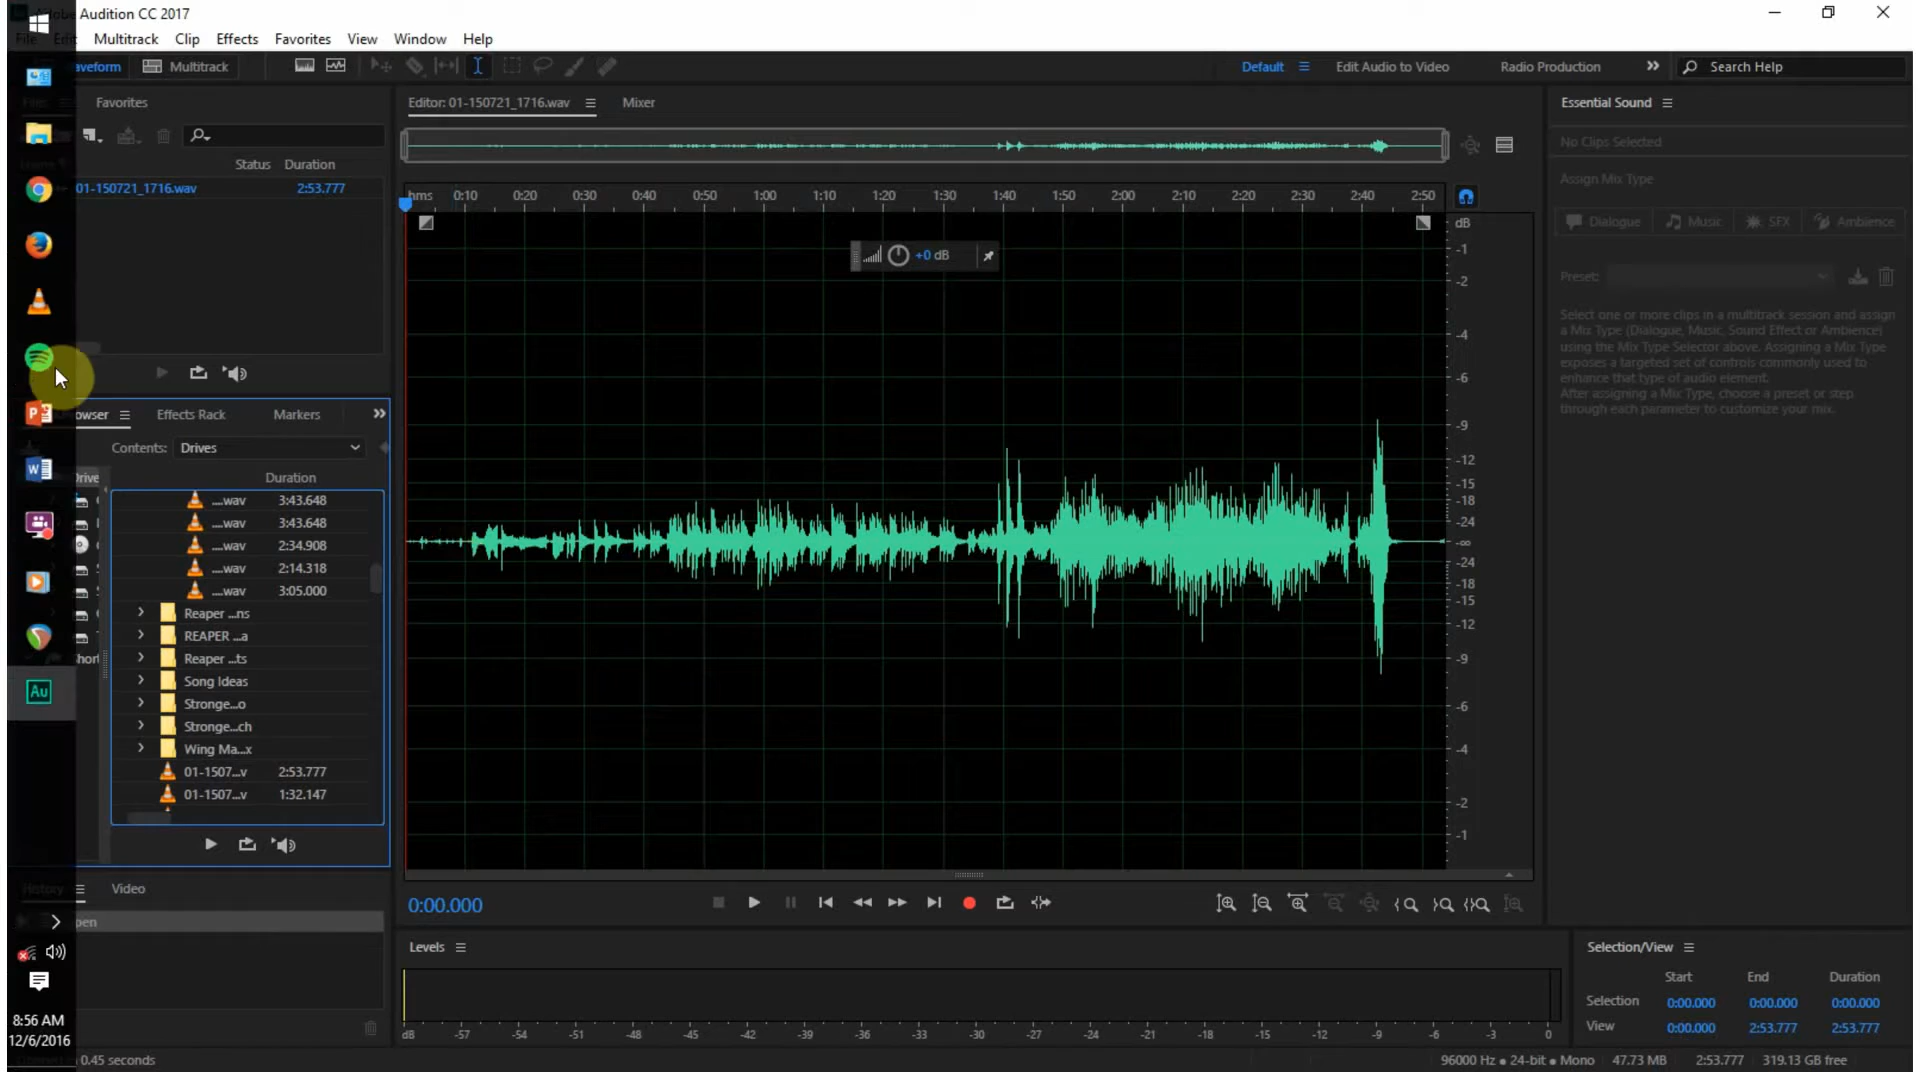 Adobe Audition CC 2017
File Edit Multitrack Clip Effects Favorites View Window Help
Waveform Multitrack Default Edit Audio to Video Radio Production Search Help
Files Favorites
Status Duration
01-150721_1716.wav 2:53.777
Editor: 01-150721_1716.wav Mixer
hms 0:10 0:20 0:30 0:40 0:50 1:00 1:10 1:20 1:30 1:40 1:50 2:00 2:10 2:20 2:30 2:40 2:50
+0 dB
dB
-1
-2
-4
-6
-9
-12
-15
-18
-24
-∞
-24
-18
-15
-12
-9
-6
-4
-2
-1
Essential Sound
No Clips Selected
Assign Mix Type
Dialogue Music SFX Ambience
Preset:
Select one or more clips in a multitrack session and assign
a Mix Type (Dialogue, Music, Sound Effect or Ambience)
using the Mix Type Selector above. Assigning a Mix Type
exposes a targeted set of controls commonly used to
enhance that type of audio element.
After assigning a Mix Type, choose a preset or step
through each parameter to customize your mix.
owser Effects Rack Markers
Contents: Drives
Drive Duration
....wav 3:43.648
....wav 3:43.648
....wav 2:34.908
....wav 2:14.318
....wav 3:05.000
Reaper ...ns
REAPER ...a
Reaper ...ts
Short
Song Ideas
Stronge...o
Stronge...ch
Wing Ma...x
01-1507...v 2:53.777
01-1507...v 1:32.147
History Video
pen
0:00.000
Levels
dB -57 -54 -51 -48 -45 -42 -39 -36 -33 -30 -27 -24 -21 -18 -15 -12 -9 -6 -3 0
Selection/View
Start End Duration
Selection 0:00.000 0:00.000 0:00.000
View 0:00.000 2:53.777 2:53.777
8:56 AM
12/6/2016
0.45 seconds
96000 Hz • 24-bit • Mono 47.73 MB 2:53.777 319.13 GB free
Au